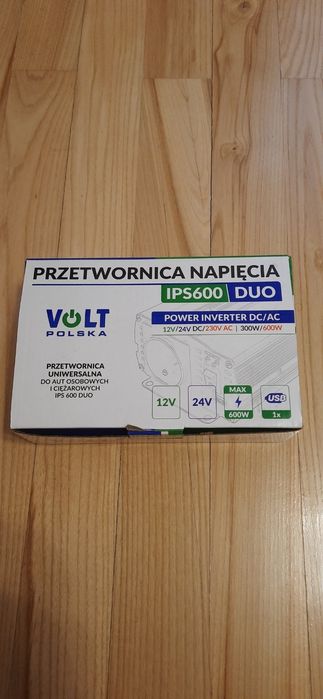 PRZETWORNICA NAPIĘCIA
IPS600 DUO
VOLT
POLSKA
POWER INVERTER DC/AC
12V/24V DC/230V AC | 300W/600W
PRZETWORNICA
UNIWERSALNA
DO AUT OSOBOWYCH
I CIĘŻAROWYCH
IPS 600 DUO
12V
24V
MAX
600W
USB
1x